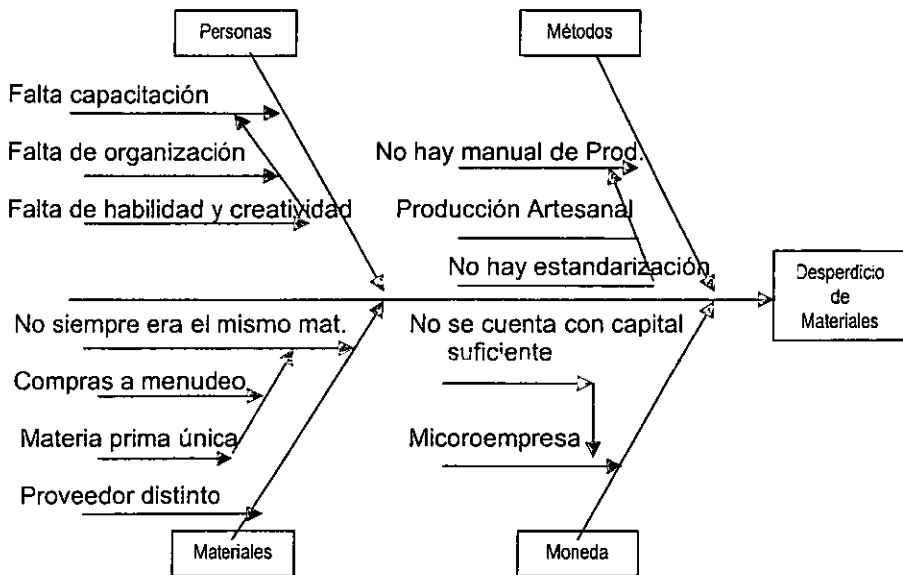 Personas
Métodos
Falta capacitación
Falta de organización
Falta de habilidad y creatividad
No hay manual de Prod.
Producción Artesanal
No hay estandarización
Desperdicio
de
Materiales
No siempre era el mismo mat.
Compras a menudeo
Materia prima única
Proveedor distinto
No se cuenta con capital
suficiente
Micoroempresa
Materiales
Moneda